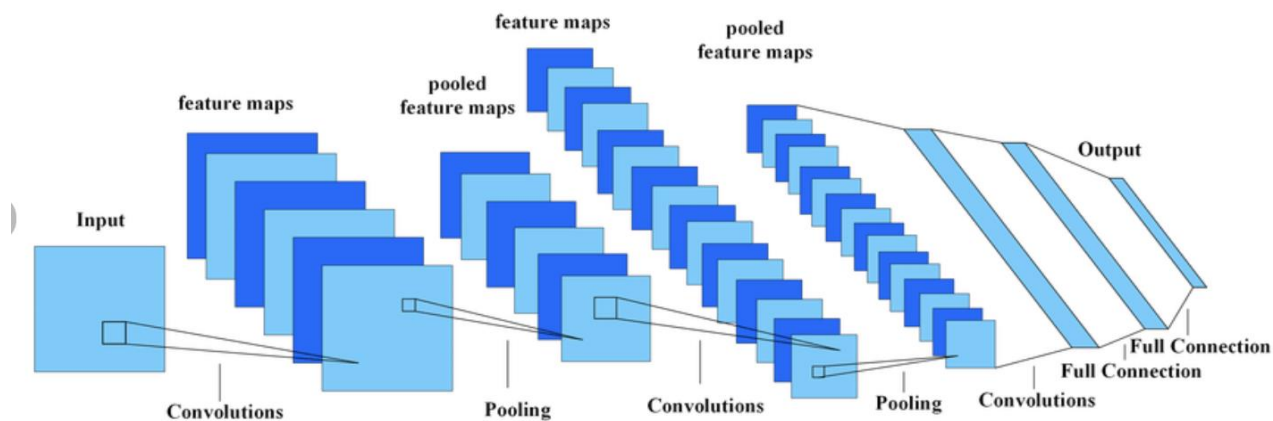 feature maps
pooled
feature maps
pooled
feature maps
feature maps
Output
Input
Full Connection
Full Connection
Convolutions
Pooling
Convolutions
Pooling
Convolutions